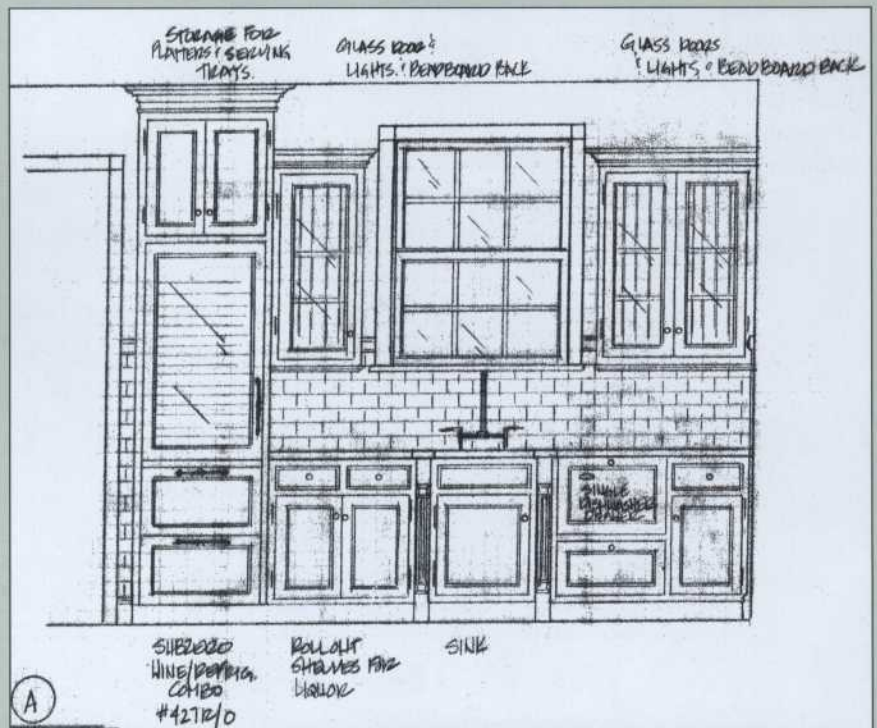 STORAGE FOR
PLATTERS & SERVING
TRAYS.
GLASS DOOR &
LIGHTS & BEADBOARD BACK
GLASS DOORS
& LIGHTS & BEADBOARD BACK
SINGLE
DISHWASHER
DRAWER
SUBZERO
WINE/REFRIG.
COMBO
#427R/O
ROLLOUT
SHELVES FOR
LIQUOR
SINK
A